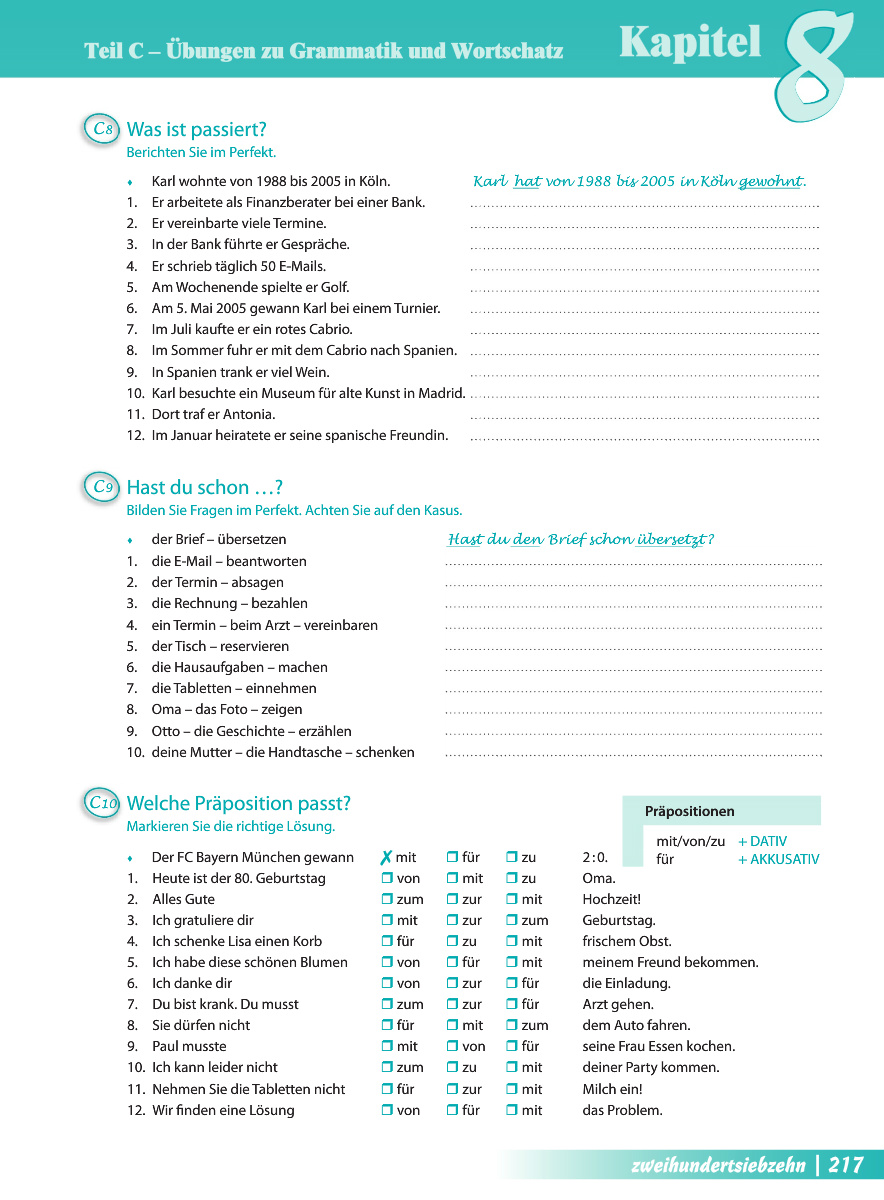 Teil C – Übungen zu Grammatik und Wortschatz Kapitel 8
C8 Was ist passiert?
Berichten Sie im Perfekt.
♦ Karl wohnte von 1988 bis 2005 in Köln. Karl hat von 1988 bis 2005 in Köln gewohnt.
1. Er arbeitete als Finanzberater bei einer Bank. ........................................
2. Er vereinbarte viele Termine. ........................................
3. In der Bank führte er Gespräche. ........................................
4. Er schrieb täglich 50 E-Mails. ........................................
5. Am Wochenende spielte er Golf. ........................................
6. Am 5. Mai 2005 gewann Karl bei einem Turnier. ........................................
7. Im Juli kaufte er ein rotes Cabrio. ........................................
8. Im Sommer fuhr er mit dem Cabrio nach Spanien. ........................................
9. In Spanien trank er viel Wein. ........................................
10. Karl besuchte ein Museum für alte Kunst in Madrid. ........................................
11. Dort traf er Antonia. ........................................
12. Im Januar heiratete er seine spanische Freundin. ........................................
C9 Hast du schon …?
Bilden Sie Fragen im Perfekt. Achten Sie auf den Kasus.
♦ der Brief – übersetzen Hast du den Brief schon übersetzt?
1. die E-Mail – beantworten ........................................
2. der Termin – absagen ........................................
3. die Rechnung – bezahlen ........................................
4. ein Termin – beim Arzt – vereinbaren ........................................
5. der Tisch – reservieren ........................................
6. die Hausaufgaben – machen ........................................
7. die Tabletten – einnehmen ........................................
8. Oma – das Foto – zeigen ........................................
9. Otto – die Geschichte – erzählen ........................................
10. deine Mutter – die Handtasche – schenken ........................................
C10 Welche Präposition passt?
Markieren Sie die richtige Lösung.
Präpositionen
mit/von/zu + DATIV
für + AKKUSATIV
♦ Der FC Bayern München gewann ✗ mit ❒ für ❒ zu 2:0.
1. Heute ist der 80. Geburtstag ❒ von ❒ mit ❒ zu Oma.
2. Alles Gute ❒ zum ❒ zur ❒ mit Hochzeit!
3. Ich gratuliere dir ❒ mit ❒ zur ❒ zum Geburtstag.
4. Ich schenke Lisa einen Korb ❒ für ❒ zu ❒ mit frischem Obst.
5. Ich habe diese schönen Blumen ❒ von ❒ für ❒ mit meinem Freund bekommen.
6. Ich danke dir ❒ von ❒ zur ❒ für die Einladung.
7. Du bist krank. Du musst ❒ zum ❒ zur ❒ für Arzt gehen.
8. Sie dürfen nicht ❒ für ❒ mit ❒ zum dem Auto fahren.
9. Paul musste ❒ mit ❒ von ❒ für seine Frau Essen kochen.
10. Ich kann leider nicht ❒ zum ❒ zu ❒ mit deiner Party kommen.
11. Nehmen Sie die Tabletten nicht ❒ für ❒ zur ❒ mit Milch ein!
12. Wir finden eine Lösung ❒ von ❒ für ❒ mit das Problem.
zweihundertsiebzehn | 217